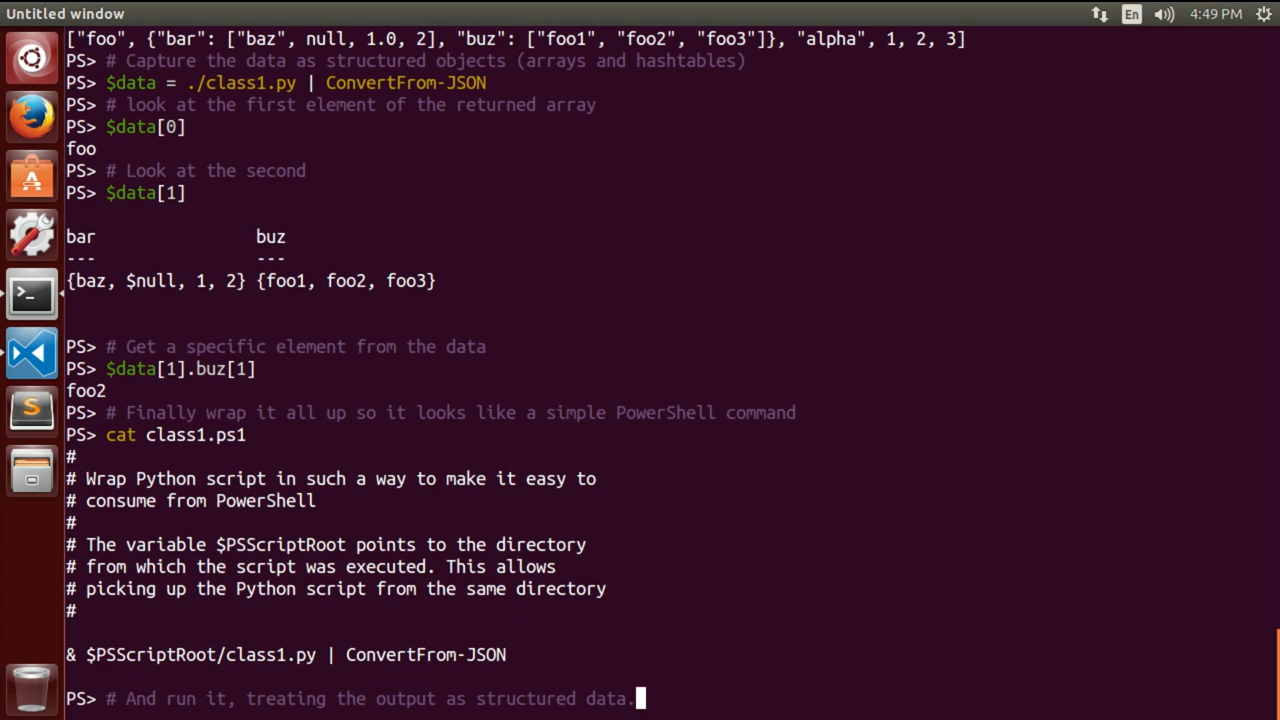 Untitled window
En
4:49 PM
["foo", {"bar": ["baz", null, 1.0, 2], "buz": ["foo1", "foo2", "foo3"]}, "alpha", 1, 2, 3]
PS> # Capture the data as structured objects (arrays and hashtables)
PS> $data = ./class1.py | ConvertFrom-JSON
PS> # look at the first element of the returned array
PS> $data[0]
foo
PS> # Look at the second
PS> $data[1]
bar                buz
---                ---
{baz, $null, 1, 2} {foo1, foo2, foo3}
PS> # Get a specific element from the data
PS> $data[1].buz[1]
foo2
PS> # Finally wrap it all up so it looks like a simple PowerShell command
PS> cat class1.ps1
#
# Wrap Python script in such a way to make it easy to
# consume from PowerShell
#
# The variable $PSScriptRoot points to the directory
# from which the script was executed. This allows
# picking up the Python script from the same directory
#
& $PSScriptRoot/class1.py | ConvertFrom-JSON
PS> # And run it, treating the output as structured data.